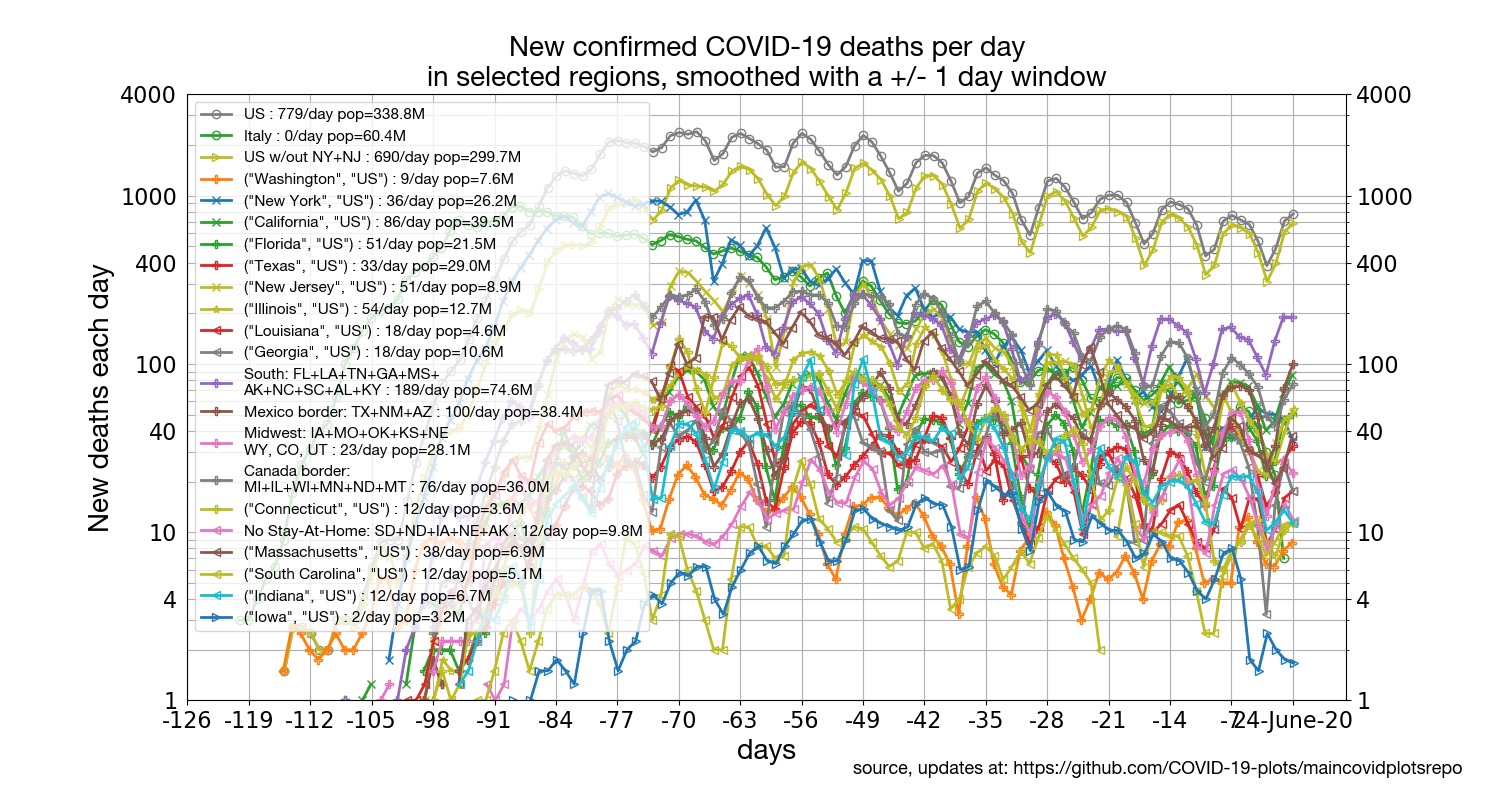 New confirmed COVID-19 deaths per day
in selected regions, smoothed with a +/- 1 day window
4000
1000
400
100
40
10
4
1
New deaths each day
US : 779/day pop=338.8M
Italy : 0/day pop=60.4M
US w/out NY+NJ : 690/day pop=299.7M
("Washington", "US") : 9/day pop=7.6M
("New York", "US") : 36/day pop=26.2M
("California", "US") : 86/day pop=39.5M
("Florida", "US") : 51/day pop=21.5M
("Texas", "US") : 33/day pop=29.0M
("New Jersey", "US") : 51/day pop=8.9M
("Illinois", "US") : 54/day pop=12.7M
("Louisiana", "US") : 18/day pop=4.6M
("Georgia", "US") : 18/day pop=10.6M
South: FL+LA+TN+GA+MS+
AK+NC+SC+AL+KY : 189/day pop=74.6M
Mexico border: TX+NM+AZ : 100/day pop=38.4M
Midwest: IA+MO+OK+KS+NE
WY, CO, UT : 23/day pop=28.1M
Canada border:
MI+IL+WI+MN+ND+MT : 76/day pop=36.0M
("Connecticut", "US") : 12/day pop=3.6M
No Stay-At-Home: SD+ND+IA+NE+AK : 12/day pop=9.8M
("Massachusetts", "US") : 38/day pop=6.9M
("South Carolina", "US") : 12/day pop=5.1M
("Indiana", "US") : 12/day pop=6.7M
("Iowa", "US") : 2/day pop=3.2M
4000
1000
400
100
40
10
4
1
-126 -119 -112 -105 -98 -91 -84 -77 -70 -63 -56 -49 -42 -35 -28 -21 -14 -7 24-June-20
days
source, updates at: https://github.com/COVID-19-plots/maincovidplotsrepo